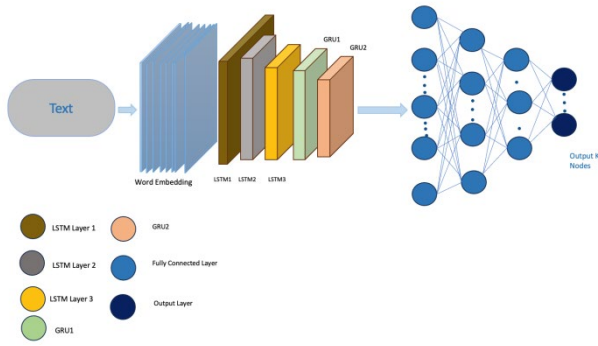 GRU1
GRU2
Text
Word Embedding
LSTM1
LSTM2
LSTM3
Output K
Nodes
LSTM Layer 1
GRU2
LSTM Layer 2
Fully Connected Layer
LSTM Layer 3
Output Layer
GRU1